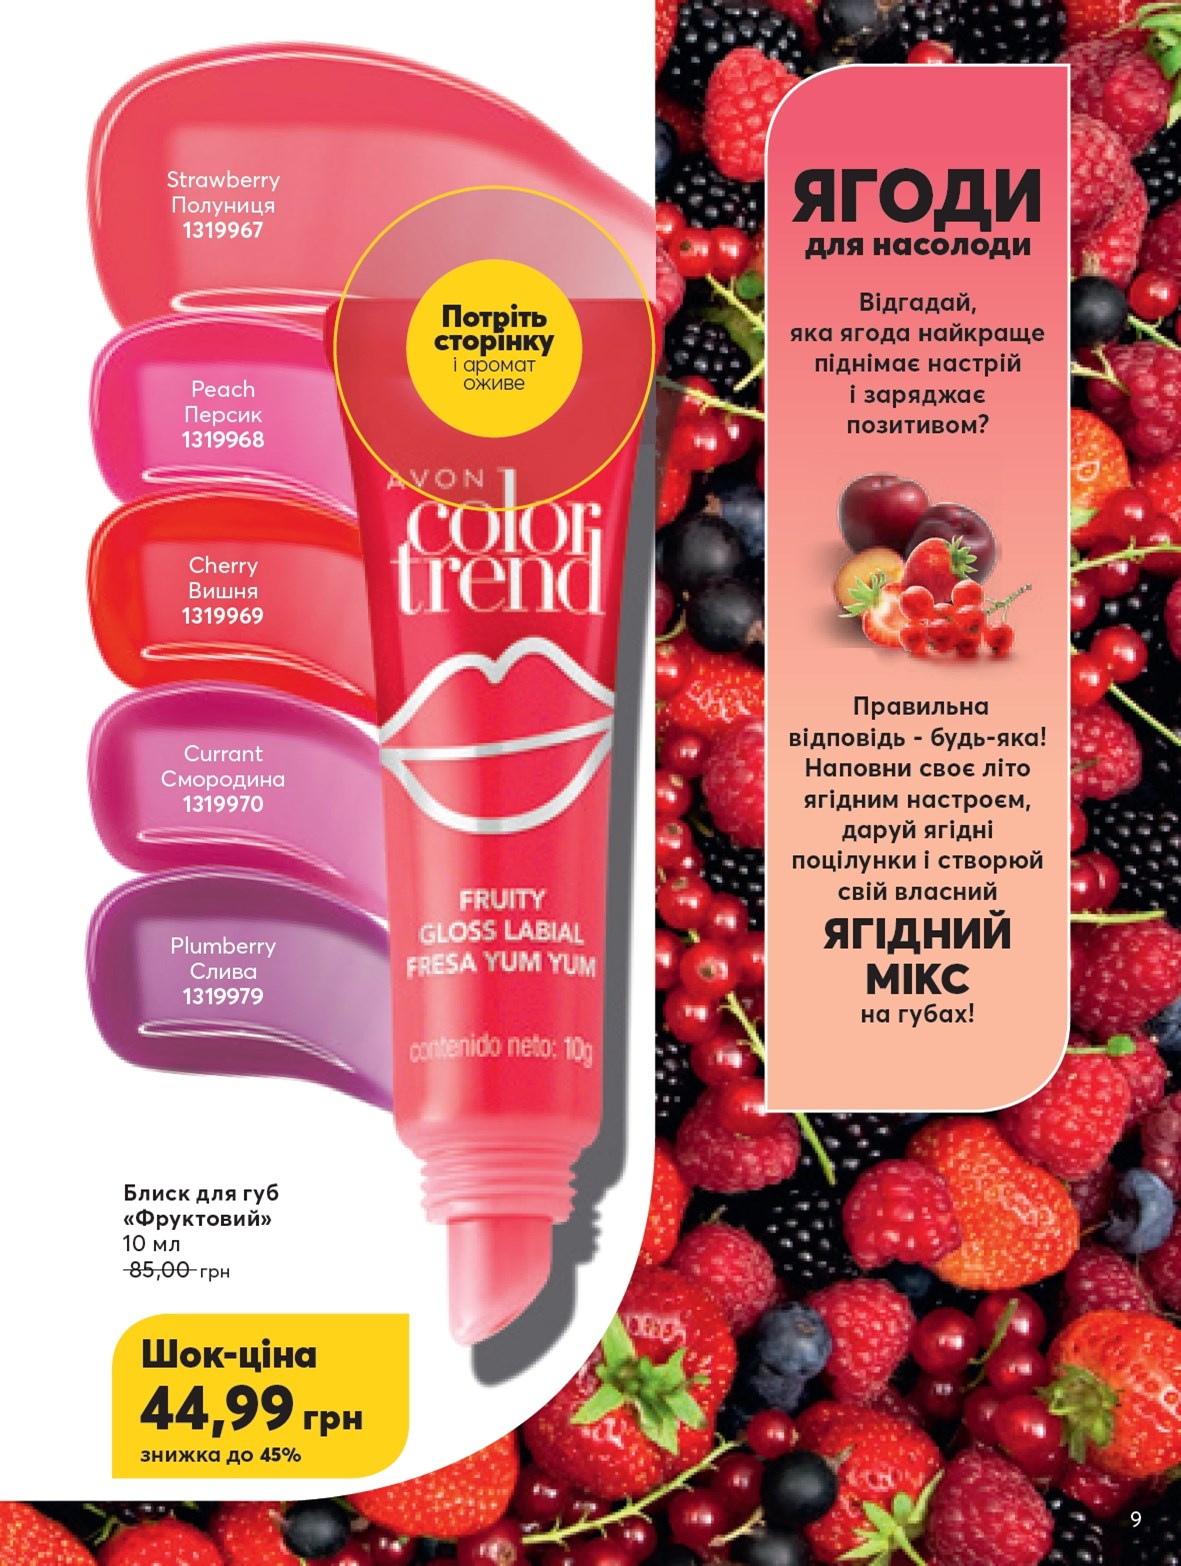 Strawberry
Полуниця
1319967
Peach
Персик
1319968
Cherry
Вишня
1319969
Currant
Смородина
1319970
Plumberry
Слива
1319979
Потріть
сторінку
і аромат
оживе
AVON
color
trend
FRUITY
GLOSS LABIAL
FRESA YUM YUM
contenido neto: 10g
Блиск для губ
«Фруктовий»
10 мл
85,00 грн
Шок-ціна
44,99 грн
знижка до 45%
ЯГОДИ
для насолоди
Відгадай,
яка ягода найкраще
піднімає настрій
і заряджає
позитивом?
Правильна
відповідь - будь-яка!
Наповни своє літо
ягідним настроєм,
даруй ягідні
поцілунки і створюй
свій власний
ЯГІДНИЙ
МІКС
на губах!
9